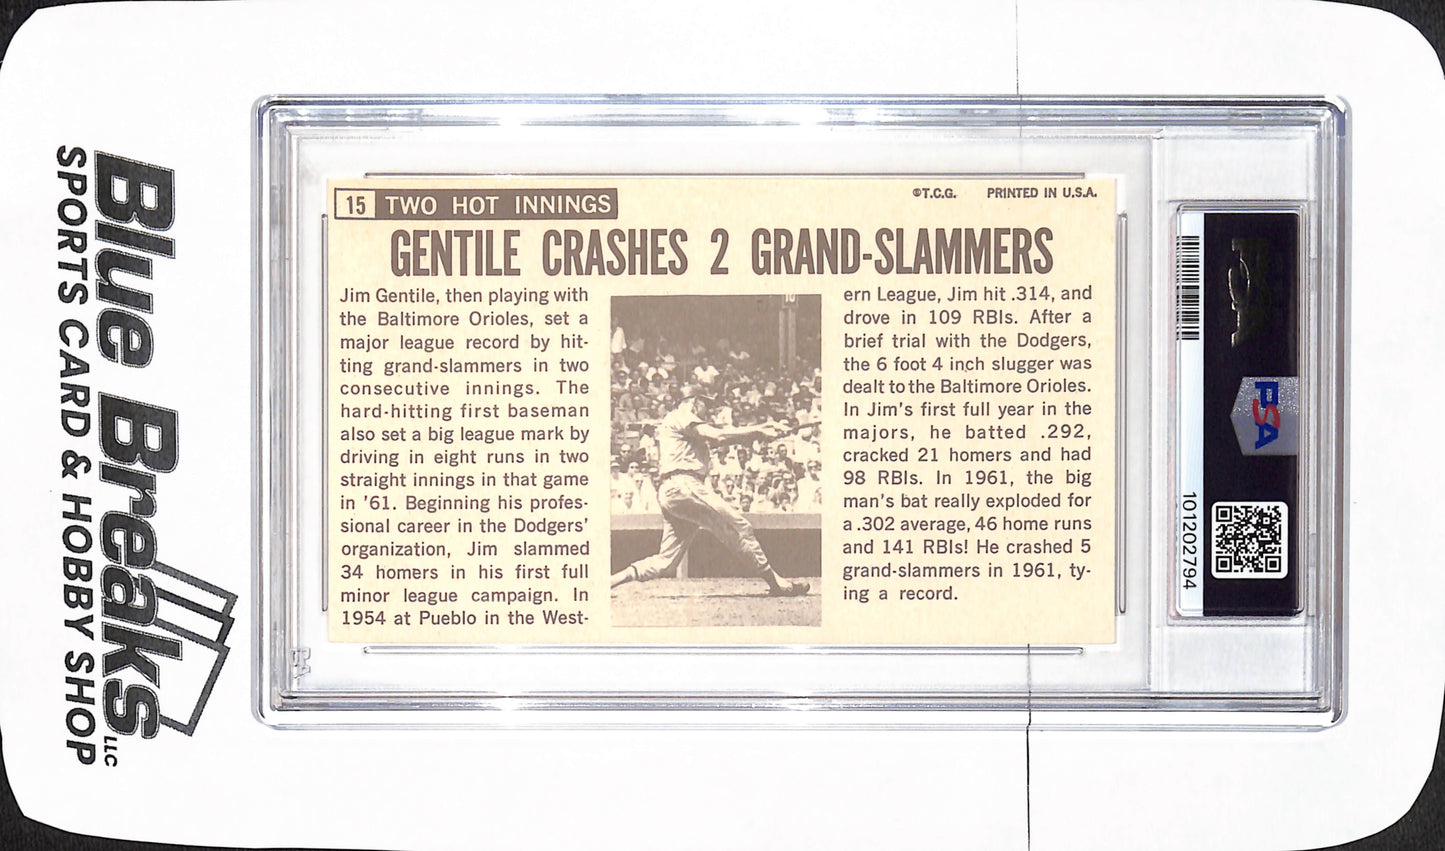 Blue Breaks LLC
SPORTS CARD & HOBBY SHOP
15 TWO HOT INNINGS
©T.C.G. PRINTED IN U.S.A.
GENTILE CRASHES 2 GRAND-SLAMMERS
Jim Gentile, then playing with
the Baltimore Orioles, set a
major league record by hit-
ting grand-slammers in two
consecutive innings. The
hard-hitting first baseman
also set a big league mark by
driving in eight runs in two
straight innings in that game
in '61. Beginning his profes-
sional career in the Dodgers'
organization, Jim slammed
34 homers in his first full
minor league campaign. In
1954 at Pueblo in the West-
ern League, Jim hit .314, and
drove in 109 RBIs. After a
brief trial with the Dodgers,
the 6 foot 4 inch slugger was
dealt to the Baltimore Orioles.
In Jim's first full year in the
majors, he batted .292,
cracked 21 homers and had
98 RBIs. In 1961, the big
man's bat really exploded for
a .302 average, 46 home runs
and 141 RBIs! He crashed 5
grand-slammers in 1961, ty-
ing a record.
PSA
PSA
101202794